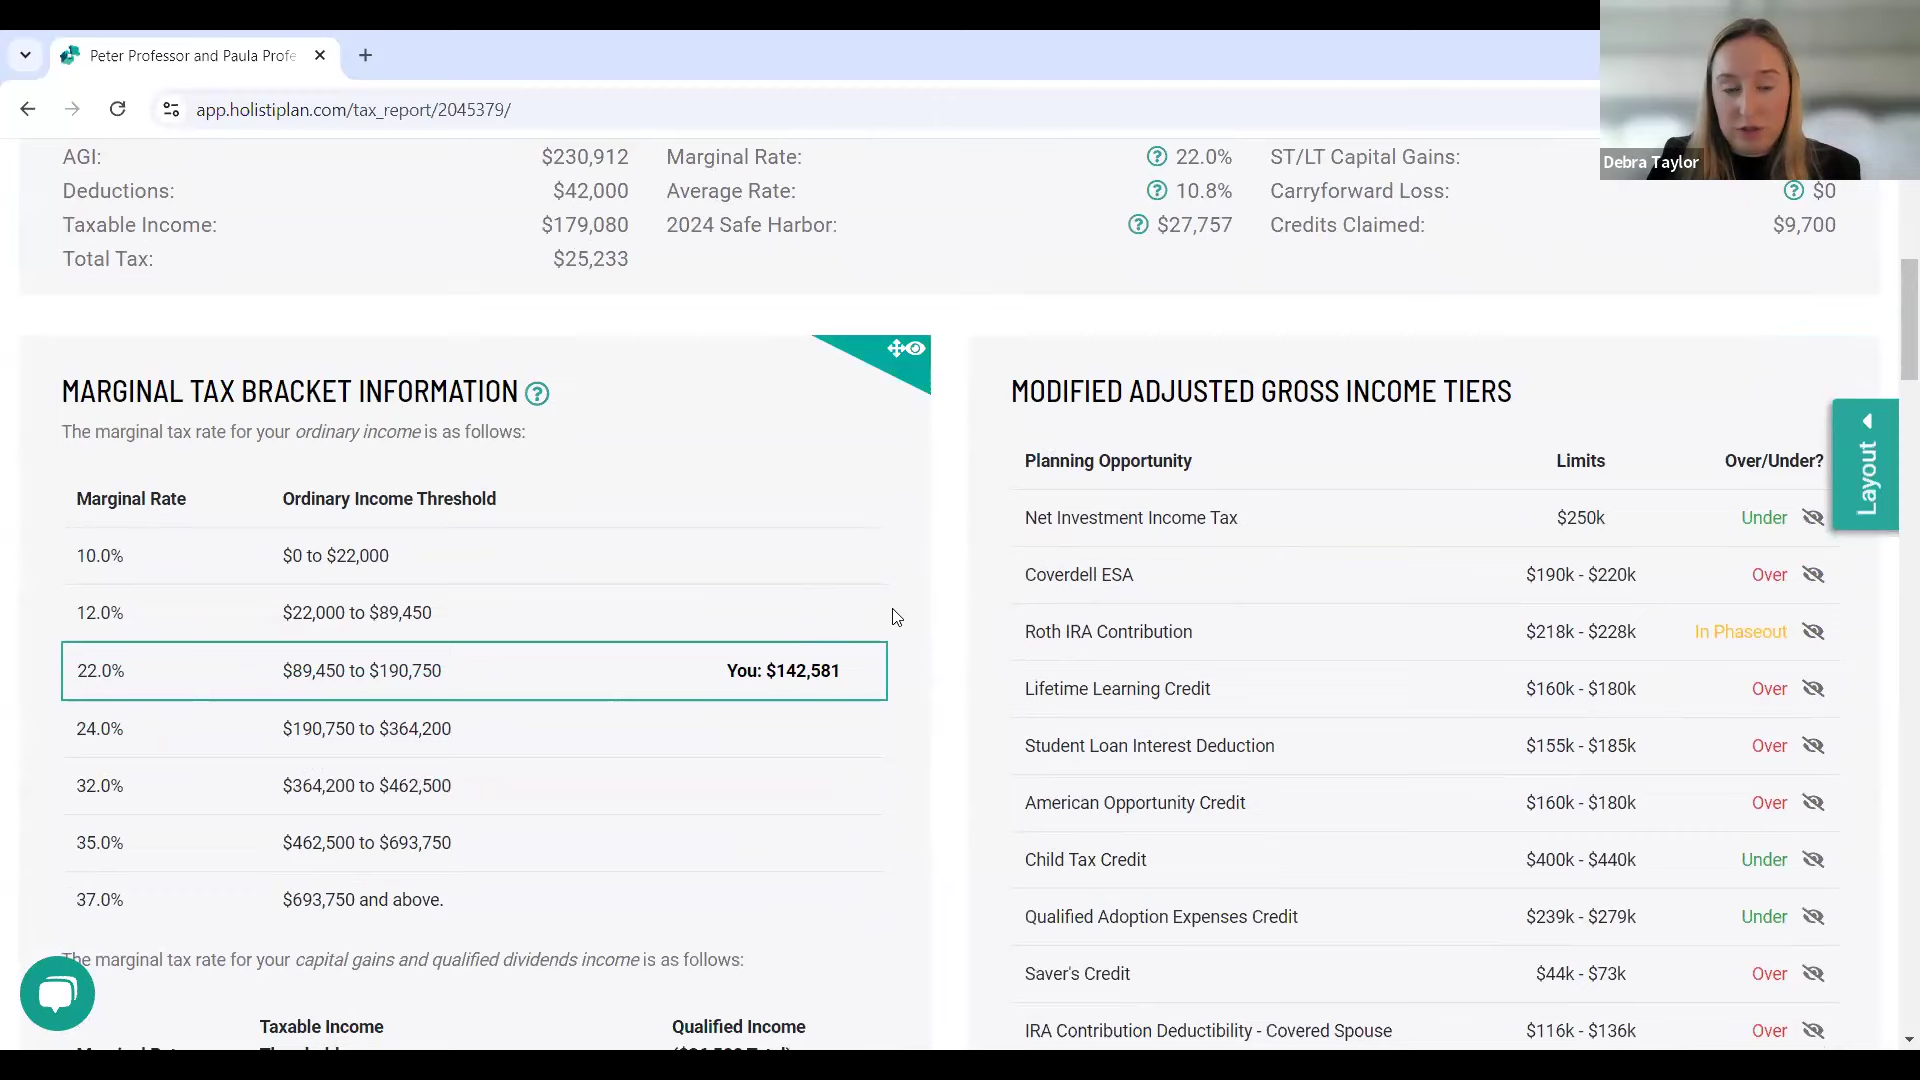 Peter Professor and Paula Profe
app.holistiplan.com/tax_report/2045379/
Debra Taylor
AGI: $230,912 Marginal Rate: ? 22.0% ST/LT Capital Gains:
Deductions: $42,000 Average Rate: ? 10.8% Carryforward Loss: ? $0
Taxable Income: $179,080 2024 Safe Harbor: ? $27,757 Credits Claimed: $9,700
Total Tax: $25,233
MARGINAL TAX BRACKET INFORMATION ?
The marginal tax rate for your ordinary income is as follows:
Marginal Rate Ordinary Income Threshold
10.0% $0 to $22,000
12.0% $22,000 to $89,450
22.0% $89,450 to $190,750 You: $142,581
24.0% $190,750 to $364,200
32.0% $364,200 to $462,500
35.0% $462,500 to $693,750
37.0% $693,750 and above.
The marginal tax rate for your capital gains and qualified dividends income is as follows:
Taxable Income Qualified Income
MODIFIED ADJUSTED GROSS INCOME TIERS
Planning Opportunity Limits Over/Under?
Net Investment Income Tax $250k Under
Coverdell ESA $190k - $220k Over
Roth IRA Contribution $218k - $228k In Phaseout
Lifetime Learning Credit $160k - $180k Over
Student Loan Interest Deduction $155k - $185k Over
American Opportunity Credit $160k - $180k Over
Child Tax Credit $400k - $440k Under
Qualified Adoption Expenses Credit $239k - $279k Under
Saver's Credit $44k - $73k Over
IRA Contribution Deductibility - Covered Spouse $116k - $136k Over
Layout